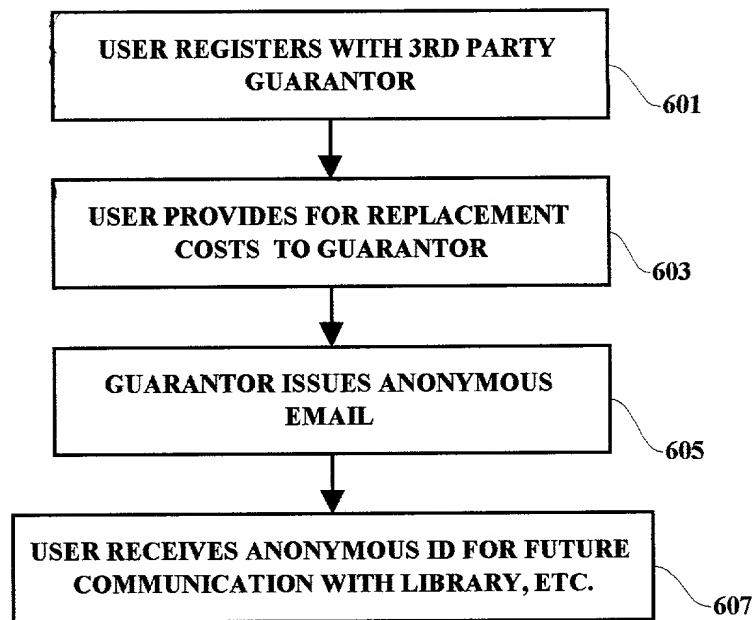 USER REGISTERS WITH 3RD PARTY
GUARANTOR
601
USER PROVIDES FOR REPLACEMENT
COSTS TO GUARANTOR
603
GUARANTOR ISSUES ANONYMOUS
EMAIL
605
USER RECEIVES ANONYMOUS ID FOR FUTURE
COMMUNICATION WITH LIBRARY, ETC.
607